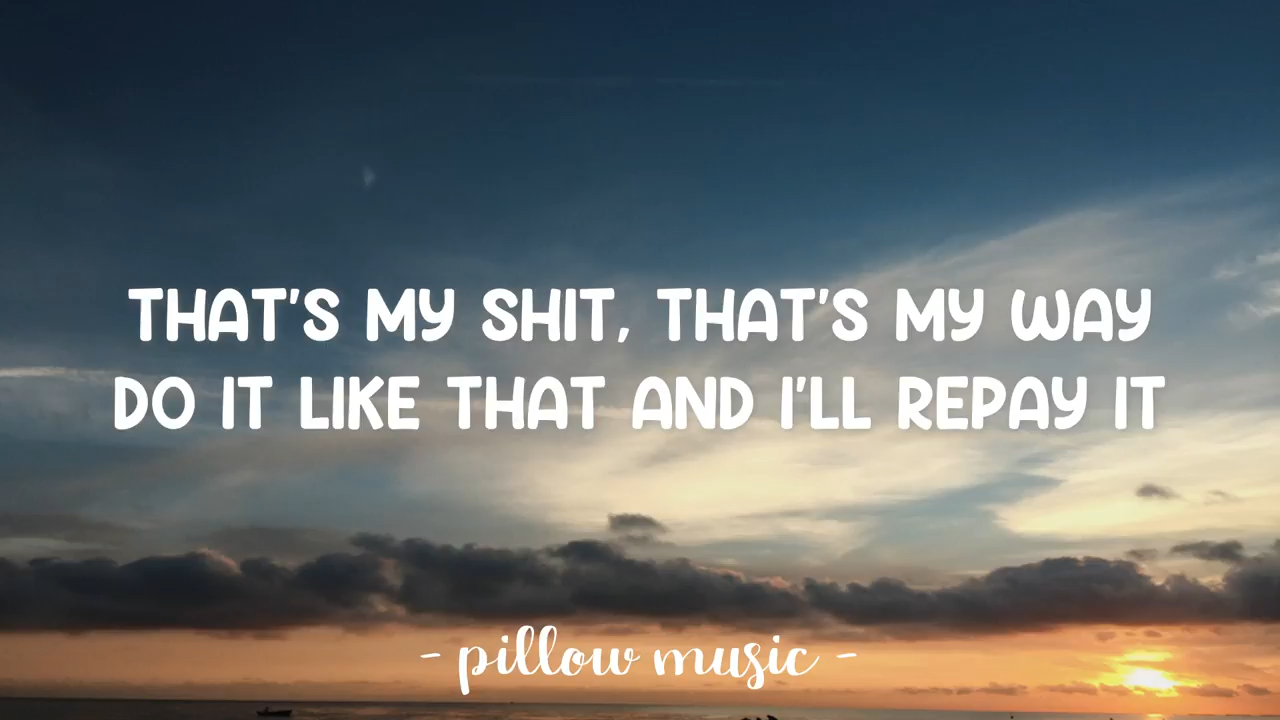 THAT'S MY SHIT, THAT'S MY WAY
DO IT LIKE THAT AND I'LL REPAY IT
- pillow music -